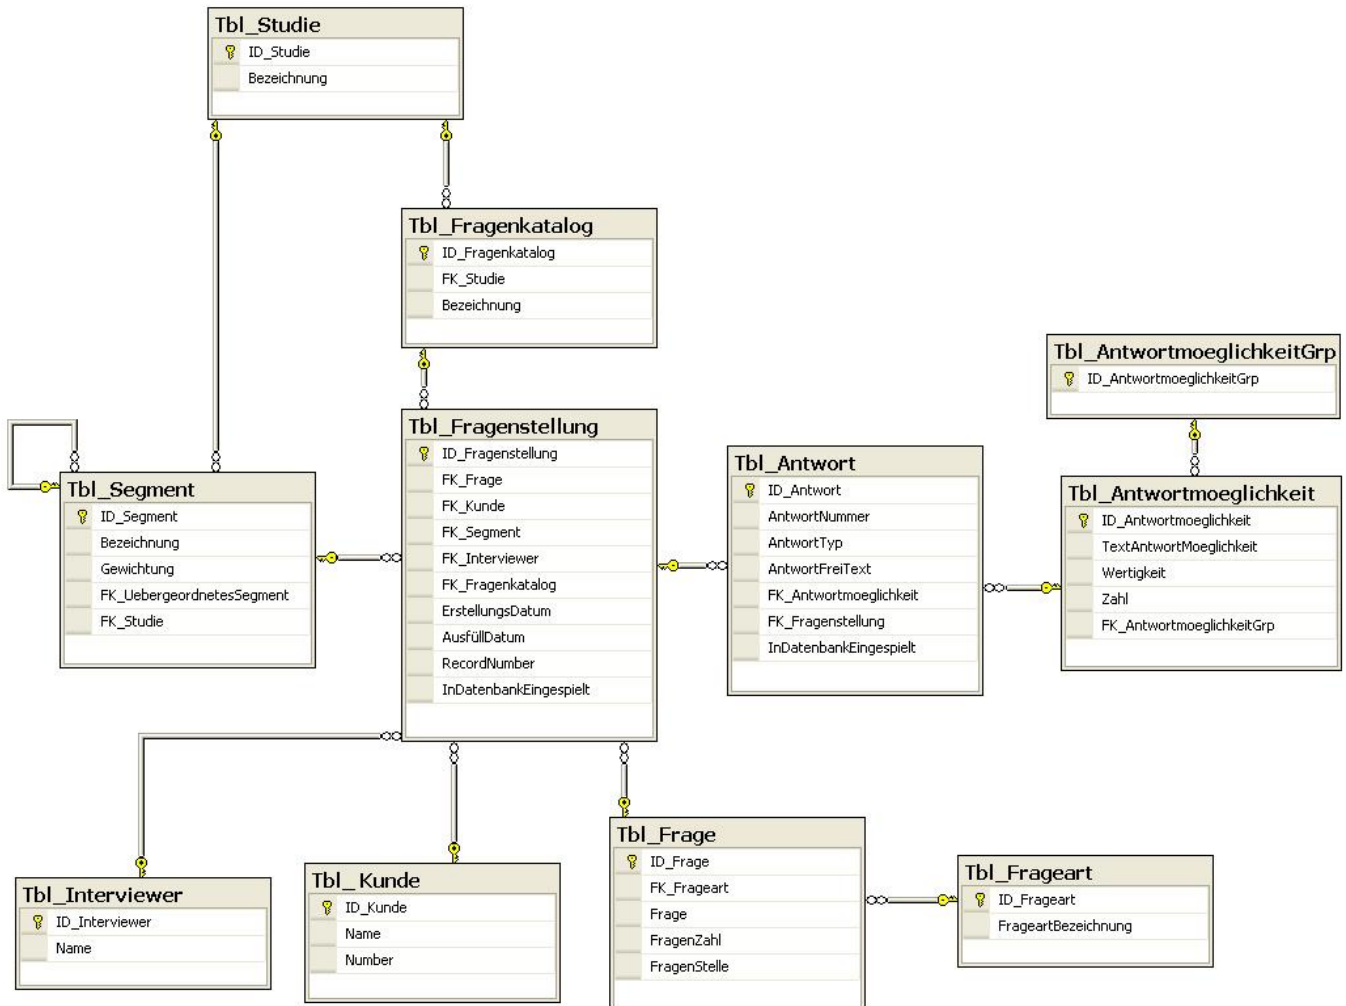 Tbl_Studie
ID_Studie
Bezeichnung
Tbl_Fragenkatalog
ID_Fragenkatalog
FK_Studie
Bezeichnung
Tbl_AntwortmoeglichkeitGrp
ID_AntwortmoeglichkeitGrp
Tbl_Fragenstellung
ID_Fragenstellung
FK_Frage
FK_Kunde
FK_Segment
FK_Interviewer
FK_Fragenkatalog
ErstellungsDatum
AusfüllDatum
RecordNumber
InDatenbankEingespielt
Tbl_Segment
ID_Segment
Bezeichnung
Gewichtung
FK_UebergeordnetesSegment
FK_Studie
Tbl_Antwort
ID_Antwort
AntwortNummer
AntwortTyp
AntwortFreiText
FK_Antwortmoeglichkeit
FK_Fragenstellung
InDatenbankEingespielt
Tbl_Antwortmoeglichkeit
ID_Antwortmoeglichkeit
TextAntwortMoeglichkeit
Wertigkeit
Zahl
FK_AntwortmoeglichkeitGrp
Tbl_Interviewer
ID_Interviewer
Name
Tbl_Kunde
ID_Kunde
Name
Number
Tbl_Frage
ID_Frage
FK_Frageart
Frage
FragenZahl
FragenStelle
Tbl_Frageart
ID_Frageart
FrageartBezeichnung